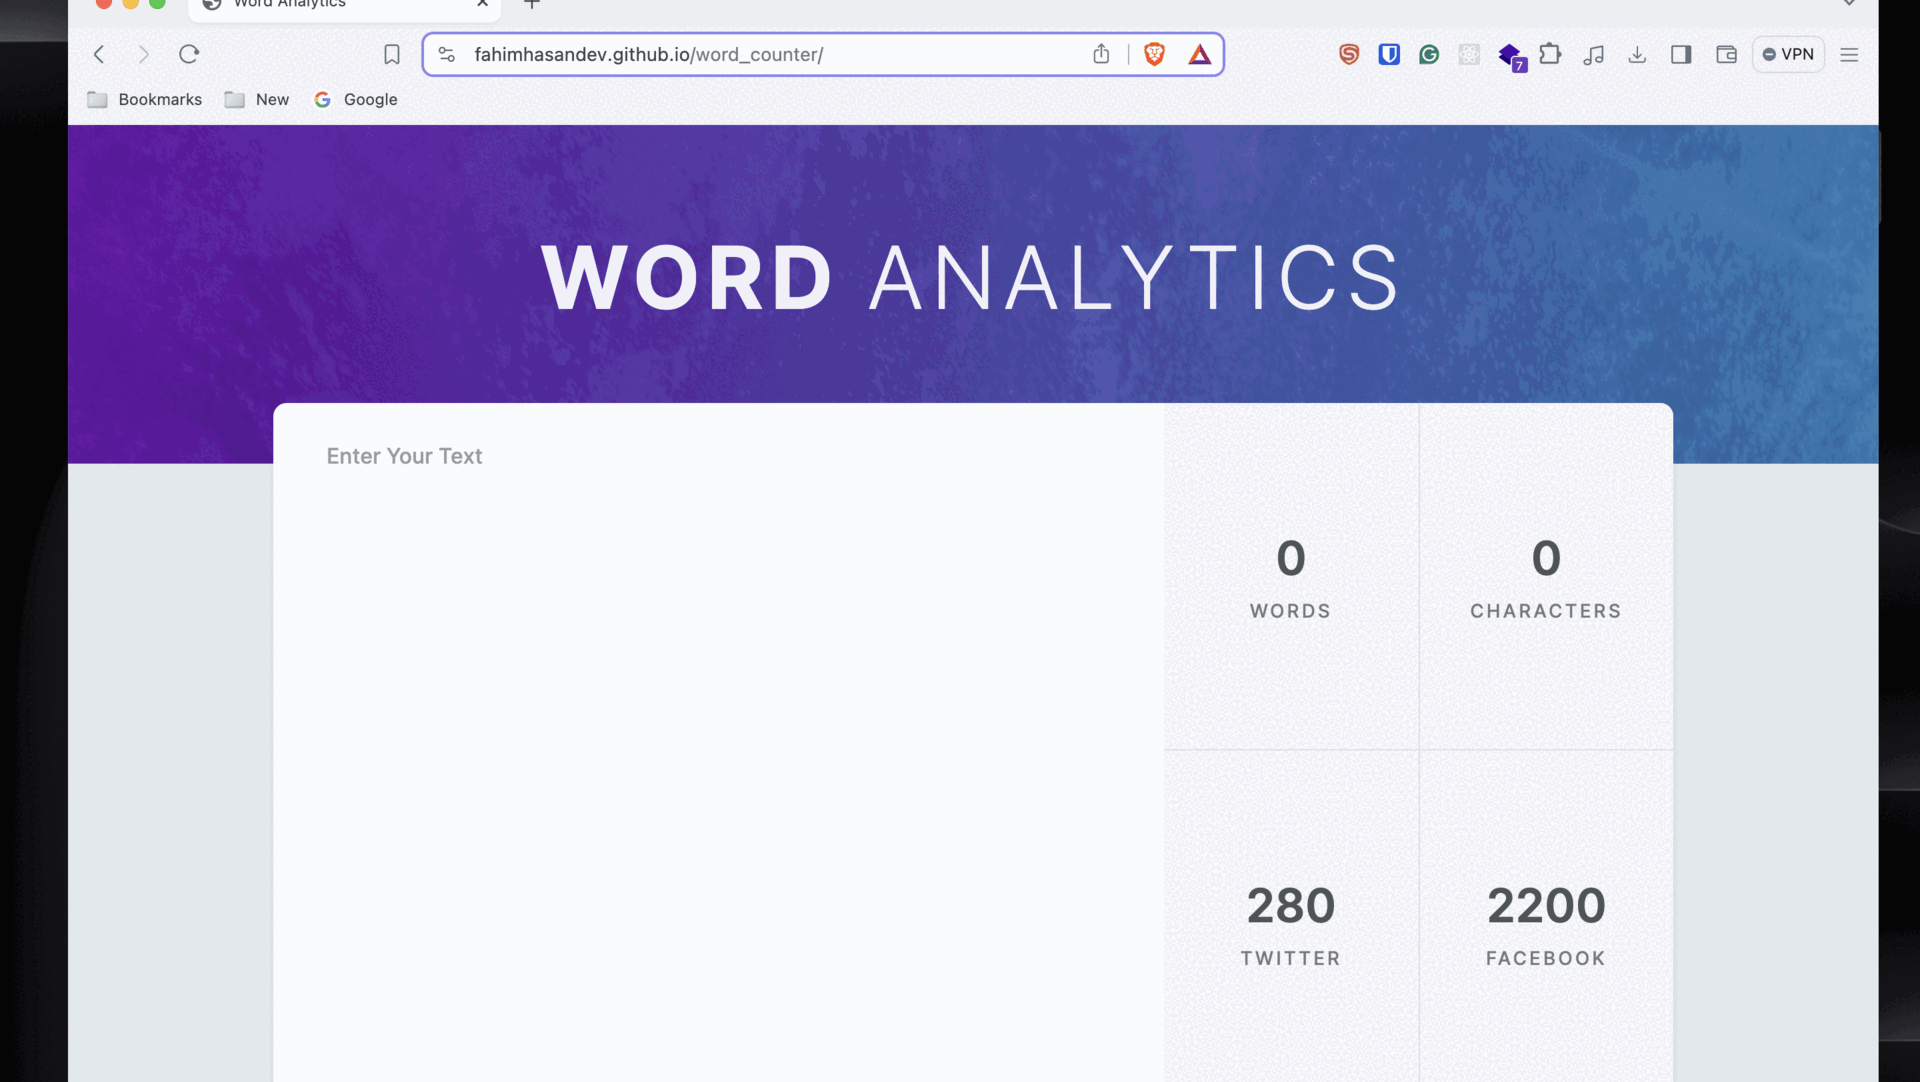 Word Analytics
fahimhasandev.github.io/word_counter/
7
VPN
Bookmarks
New
Google
WORD ANALYTICS
Enter Your Text
0
WORDS
0
CHARACTERS
280
TWITTER
2200
FACEBOOK